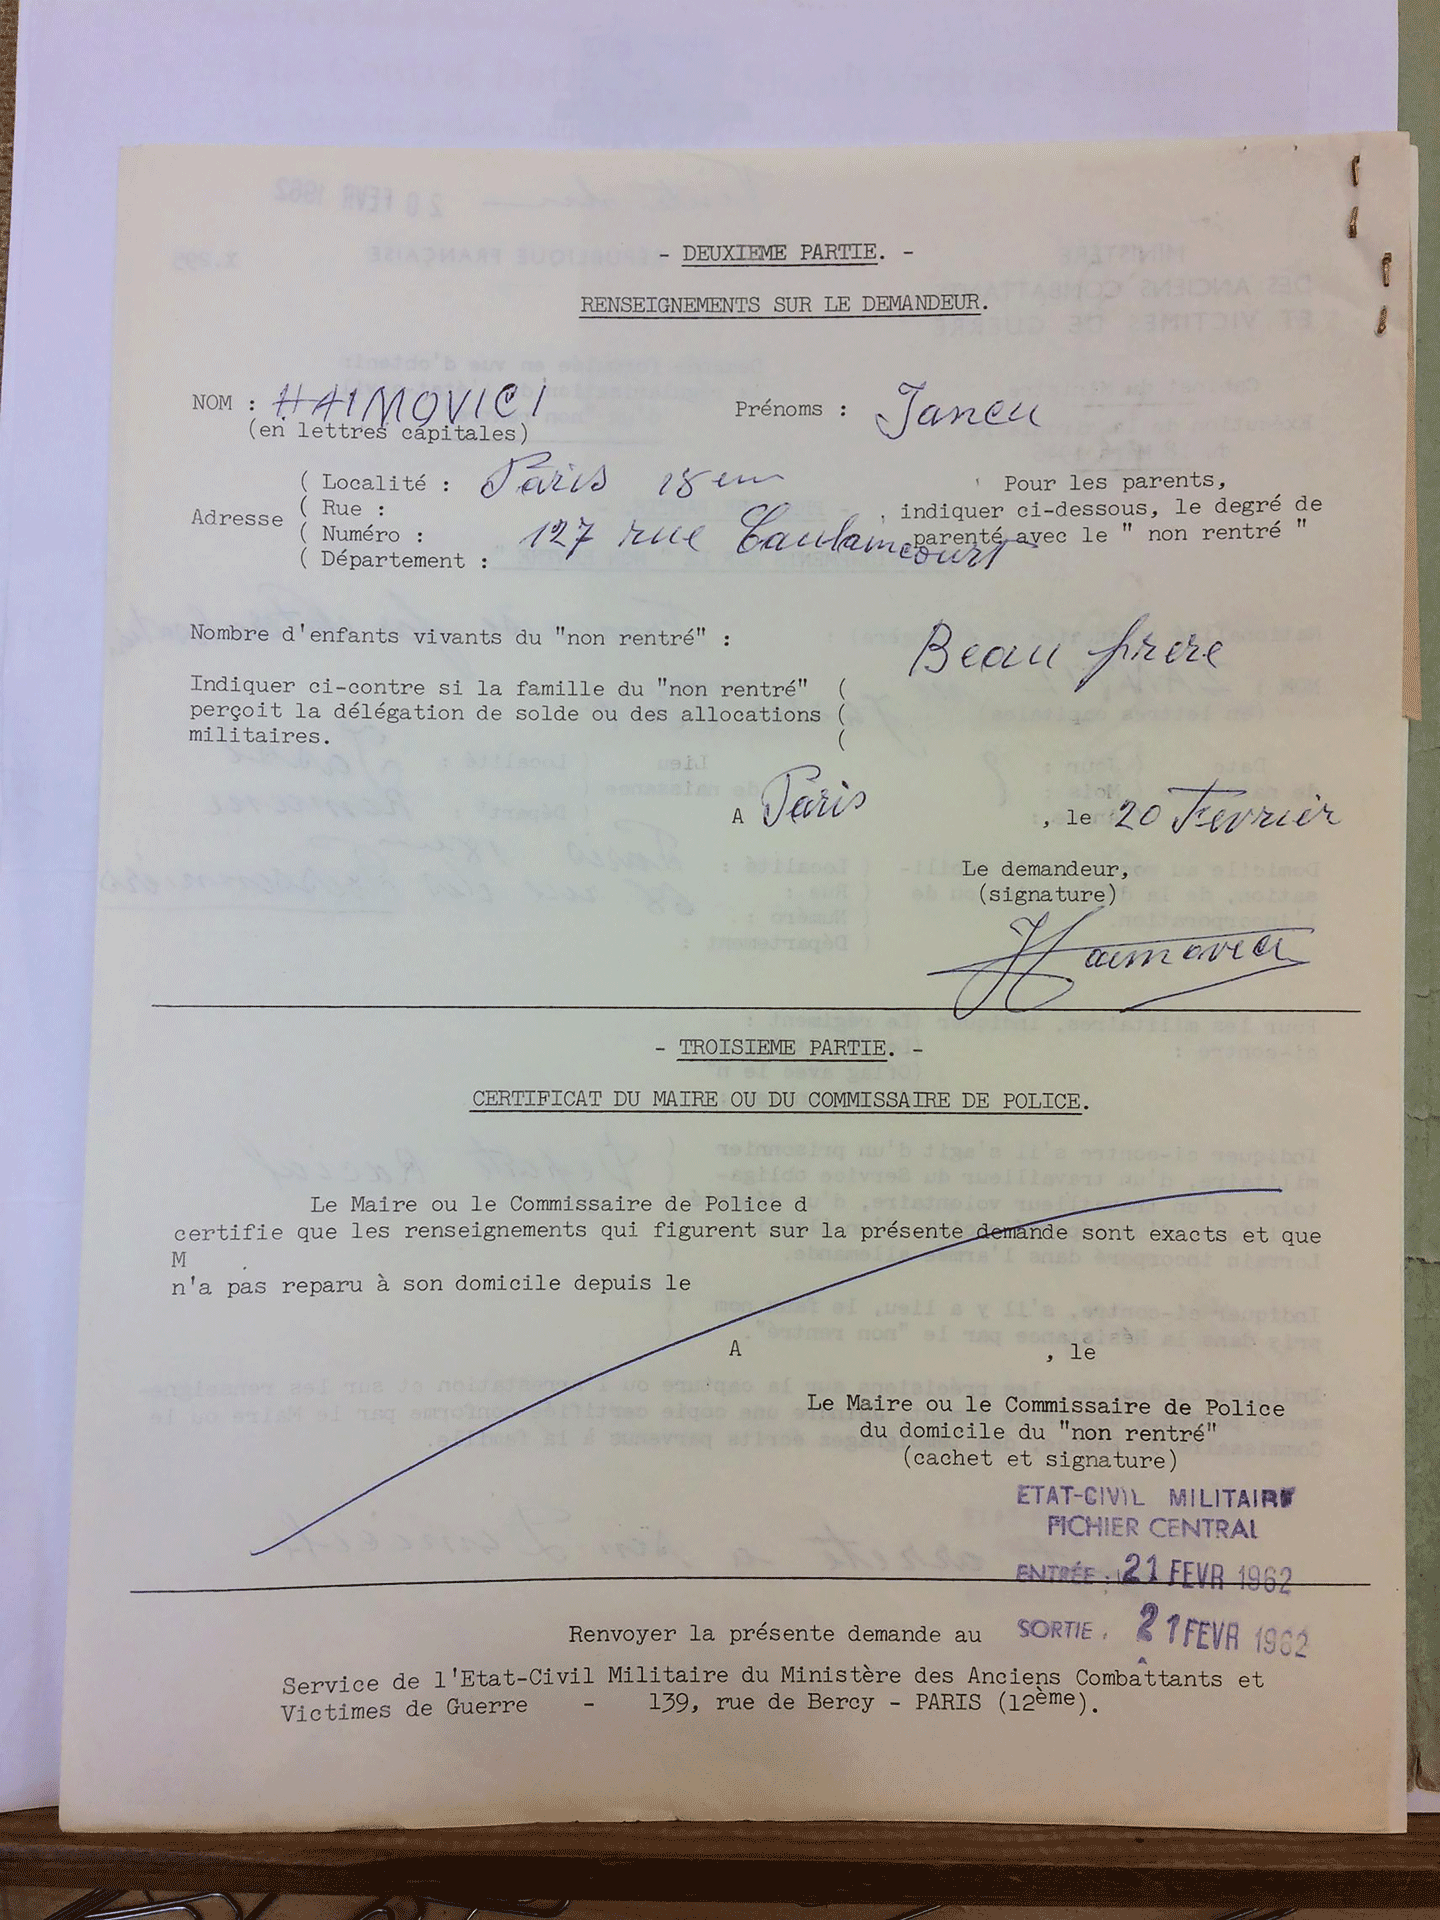 - DEUXIEME PARTIE. -
RENSEIGNEMENTS SUR LE DEMANDEUR.
NOM : HAIMOVICI Prénoms : Jancu
(en lettres capitales)
Adresse
( Localité : Paris 18em
( Rue :
( Numéro : 127 rue Caulaincourt
( Département :
Pour les parents,
indiquer ci-dessous, le degré de
parenté avec le " non rentré "
Nombre d'enfants vivants du "non rentré" :
Beau frere
Indiquer ci-contre si la famille du "non rentré" (
perçoit la délégation de solde ou des allocations (
militaires. (
A Paris , le 20 Fevrier
Le demandeur,
(signature)
Haimovici
- TROISIEME PARTIE. -
CERTIFICAT DU MAIRE OU DU COMMISSAIRE DE POLICE.
Le Maire ou le Commissaire de Police d
certifie que les renseignements qui figurent sur la présente demande sont exacts et que
M
n'a pas reparu à son domicile depuis le
A , le
Le Maire ou le Commissaire de Police
du domicile du "non rentré"
(cachet et signature)
ETAT-CIVIL MILITAIRE
FICHIER CENTRAL
ENTRÉE : 21 FEVR 1962
SORTIE . 21 FEVR 1962
Renvoyer la présente demande au
Service de l'Etat-Civil Militaire du Ministère des Anciens Combattants et
Victimes de Guerre - 139, rue de Bercy - PARIS (12ème).